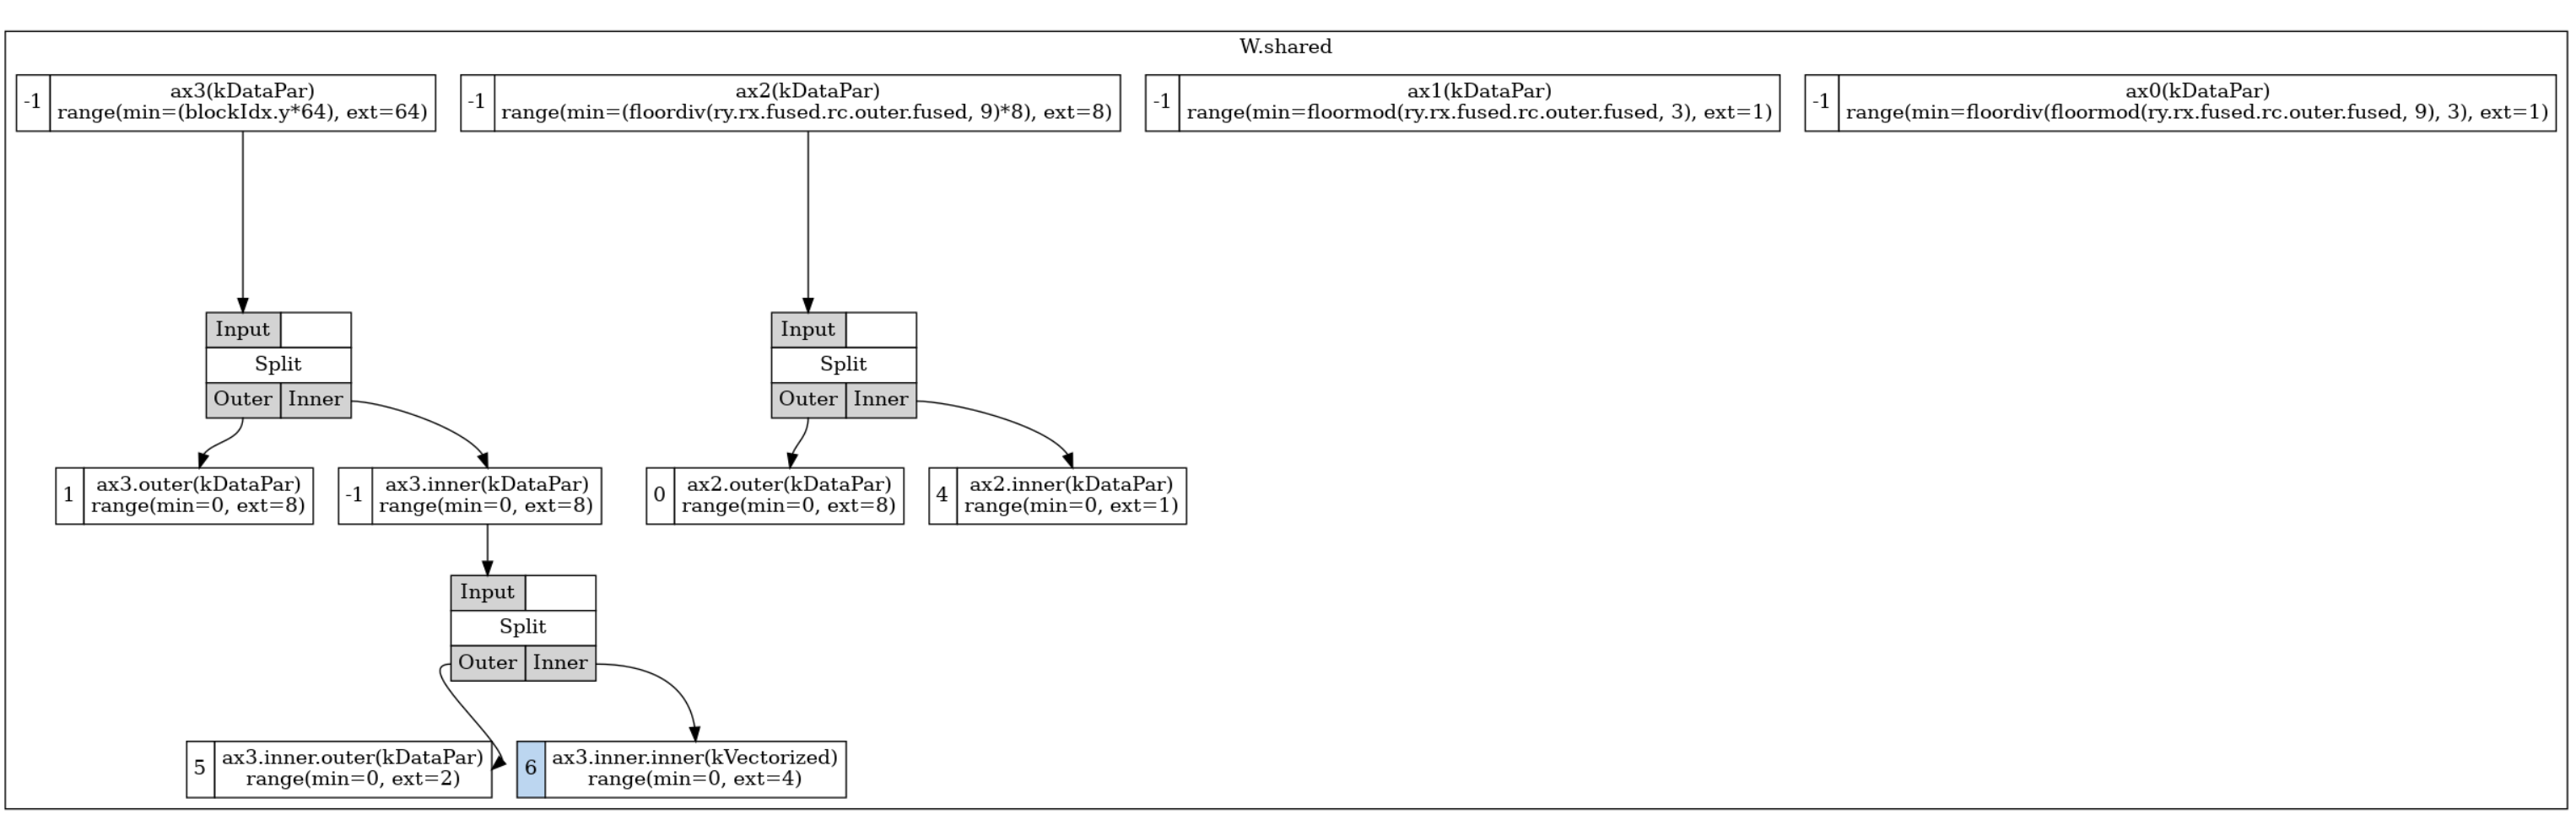 W.shared
-1
ax3(kDataPar)
range(min=(blockIdx.y*64), ext=64)
-1
ax2(kDataPar)
range(min=(floordiv(ry.rx.fused.rc.outer.fused, 9)*8), ext=8)
-1
ax1(kDataPar)
range(min=floormod(ry.rx.fused.rc.outer.fused, 3), ext=1)
-1
ax0(kDataPar)
range(min=floordiv(floormod(ry.rx.fused.rc.outer.fused, 9), 3), ext=1)
Input
Split
Outer Inner
Input
Split
Outer Inner
1
ax3.outer(kDataPar)
range(min=0, ext=8)
-1
ax3.inner(kDataPar)
range(min=0, ext=8)
0
ax2.outer(kDataPar)
range(min=0, ext=8)
4
ax2.inner(kDataPar)
range(min=0, ext=1)
Input
Split
Outer Inner
5
ax3.inner.outer(kDataPar)
range(min=0, ext=2)
6
ax3.inner.inner(kVectorized)
range(min=0, ext=4)